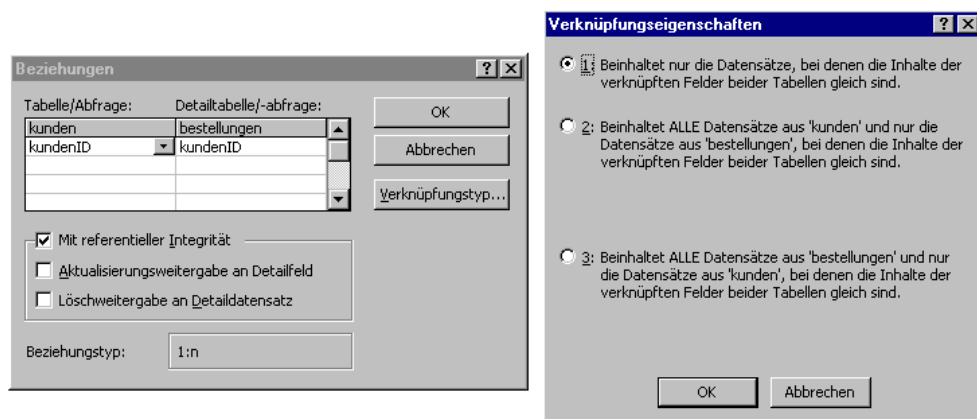 Beziehungen
Tabelle/Abfrage: Detailtabelle/-abfrage:
kunden bestellungen
kundenID kundenID
OK
Abbrechen
Verknüpfungstyp...
Mit referentieller Integrität
Aktualisierungsweitergabe an Detailfeld
Löschweitergabe an Detaildatensatz
Beziehungstyp: 1:n
Verknüpfungseigenschaften
1: Beinhaltet nur die Datensätze, bei denen die Inhalte der
verknüpften Felder beider Tabellen gleich sind.
2: Beinhaltet ALLE Datensätze aus 'kunden' und nur die
Datensätze aus 'bestellungen', bei denen die Inhalte der
verknüpften Felder beider Tabellen gleich sind.
3: Beinhaltet ALLE Datensätze aus 'bestellungen' und nur
die Datensätze aus 'kunden', bei denen die Inhalte der
verknüpften Felder beider Tabellen gleich sind.
OK Abbrechen